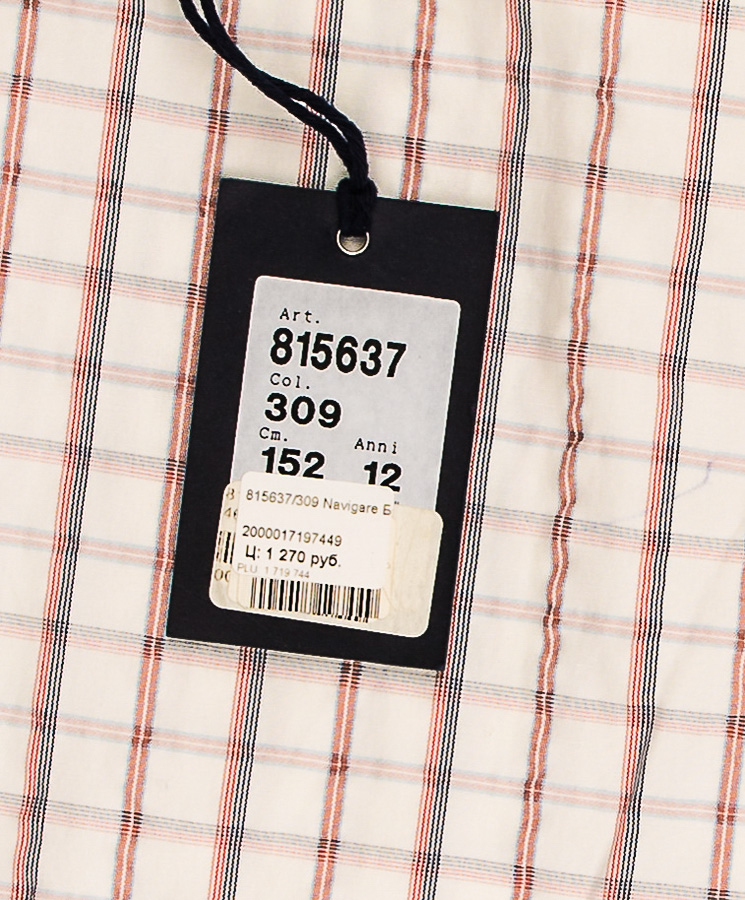 Art.
815637
Col.
309
Cm. Anni
152 12
815637/309 Navigare Б
2000017197449
Ц: 1 270 руб.
PLU: 1 719 744